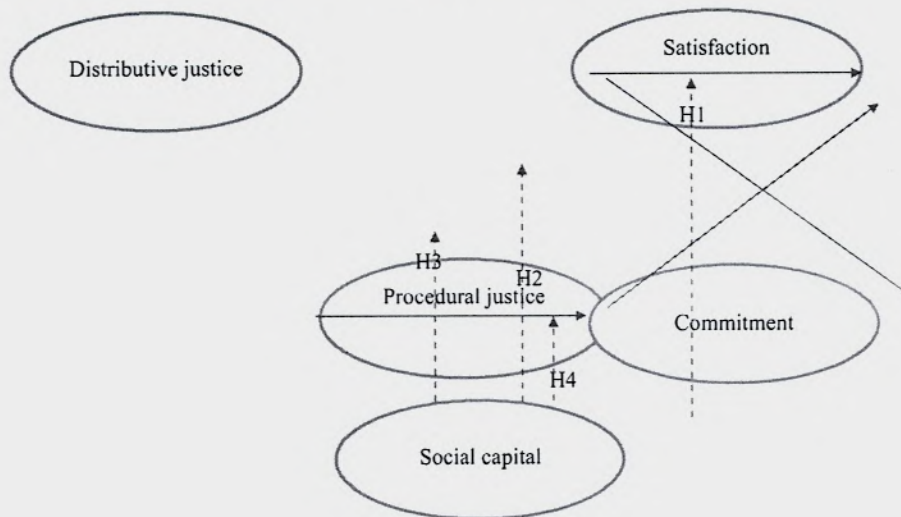 Satisfaction
Distributive justice
H1
H3
H2
Procedural justice
Commitment
H4
Social capital